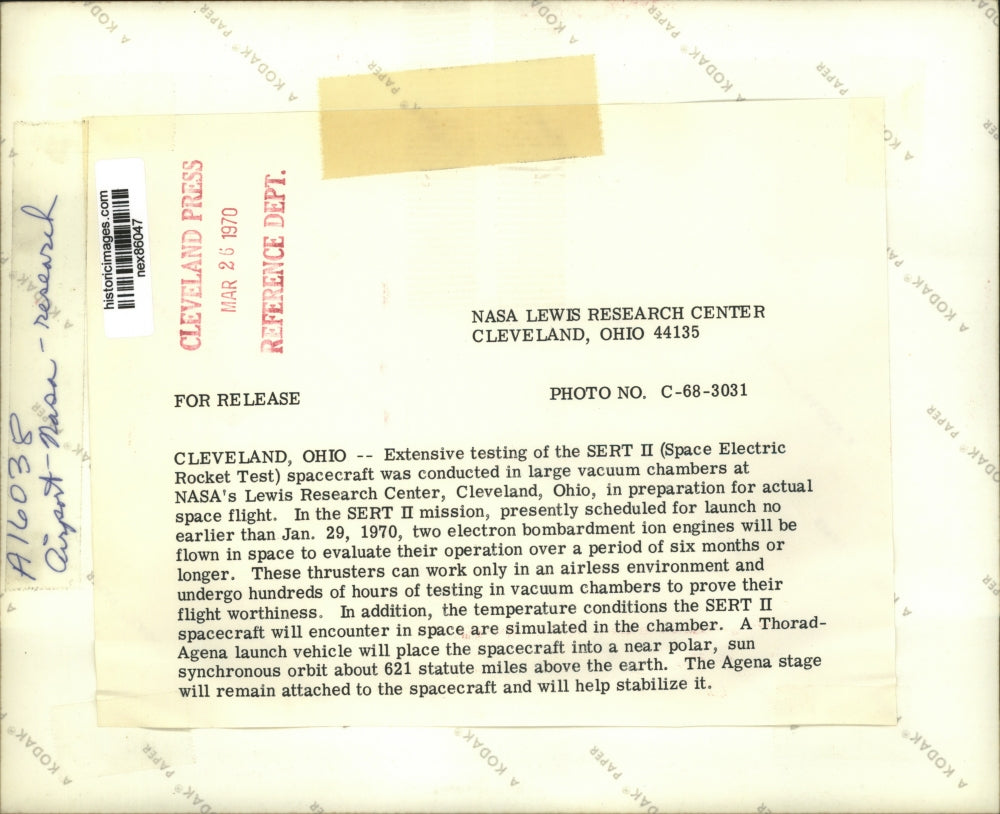 A KODAK® PAPER
historicimages.com
nex86047
CLEVELAND PRESS
MAR 26 1970
REFERENCE DEPT.
A16038
Airport - Nasa - research
NASA LEWIS RESEARCH CENTER
CLEVELAND, OHIO 44135
FOR RELEASE
PHOTO NO. C-68-3031
CLEVELAND, OHIO -- Extensive testing of the SERT II (Space Electric
Rocket Test) spacecraft was conducted in large vacuum chambers at
NASA's Lewis Research Center, Cleveland, Ohio, in preparation for actual
space flight. In the SERT II mission, presently scheduled for launch no
earlier than Jan. 29, 1970, two electron bombardment ion engines will be
flown in space to evaluate their operation over a period of six months or
longer. These thrusters can work only in an airless environment and
undergo hundreds of hours of testing in vacuum chambers to prove their
flight worthiness. In addition, the temperature conditions the SERT II
spacecraft will encounter in space are simulated in the chamber. A Thorad-
Agena launch vehicle will place the spacecraft into a near polar, sun
synchronous orbit about 621 statute miles above the earth. The Agena stage
will remain attached to the spacecraft and will help stabilize it.